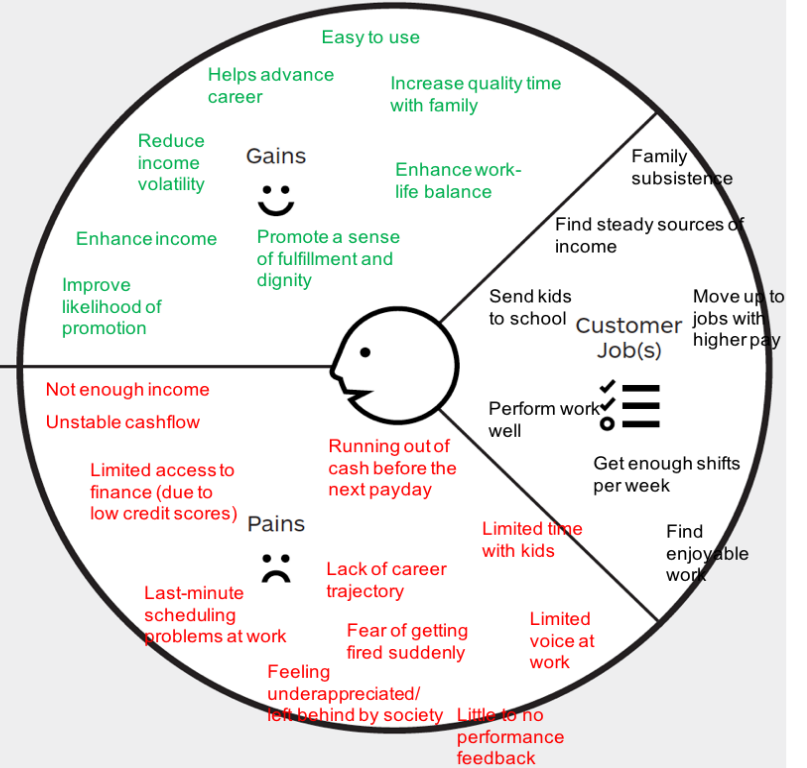 Easy to use
Helps advance
career
Increase quality time
with family
Reduce
income
volatility
Gains
Enhance work-
life balance
Enhance income
Promote a sense
of fulfillment and
dignity
Improve
likelihood of
promotion
Family
subsistence
Find steady sources of
income
Send kids
to school
Customer
Job(s)
Move up to
jobs with
higher pay
Perform work
well
Get enough shifts
per week
Find
enjoyable
work
Not enough income
Unstable cashflow
Limited access to
finance (due to
low credit scores)
Running out of
cash before the
next payday
Pains
Limited time
with kids
Lack of career
trajectory
Last-minute
scheduling
problems at work
Fear of getting
fired suddenly
Limited
voice at
work
Feeling
underappreciated/
left behind by society
Little to no
performance
feedback